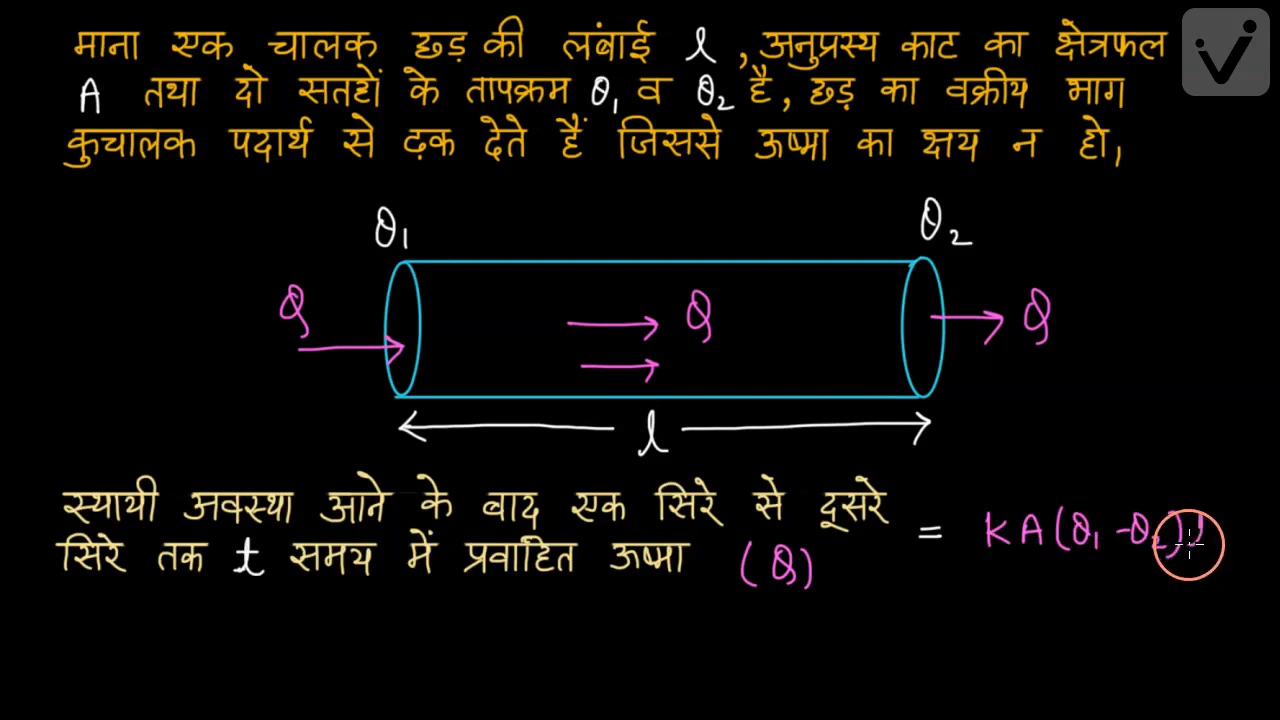 माना एक चालक छड़ की लंबाई l , अनुप्रस्थ काट का क्षेत्रफल
A तथा दो सतहों के तापक्रम θ₁ व θ₂ है, छड़ का वक्रीय भाग
कुचालक पदार्थ से ढ़क देते हैं जिससे ऊष्मा का क्षय न हो,
θ₁ θ₂
Q Q Q
l
स्थायी अवस्था आने के बाद एक सिरे से दूसरे
सिरे तक t समय में प्रवाहित ऊष्मा (Q) = KA(θ₁ -θ₂)